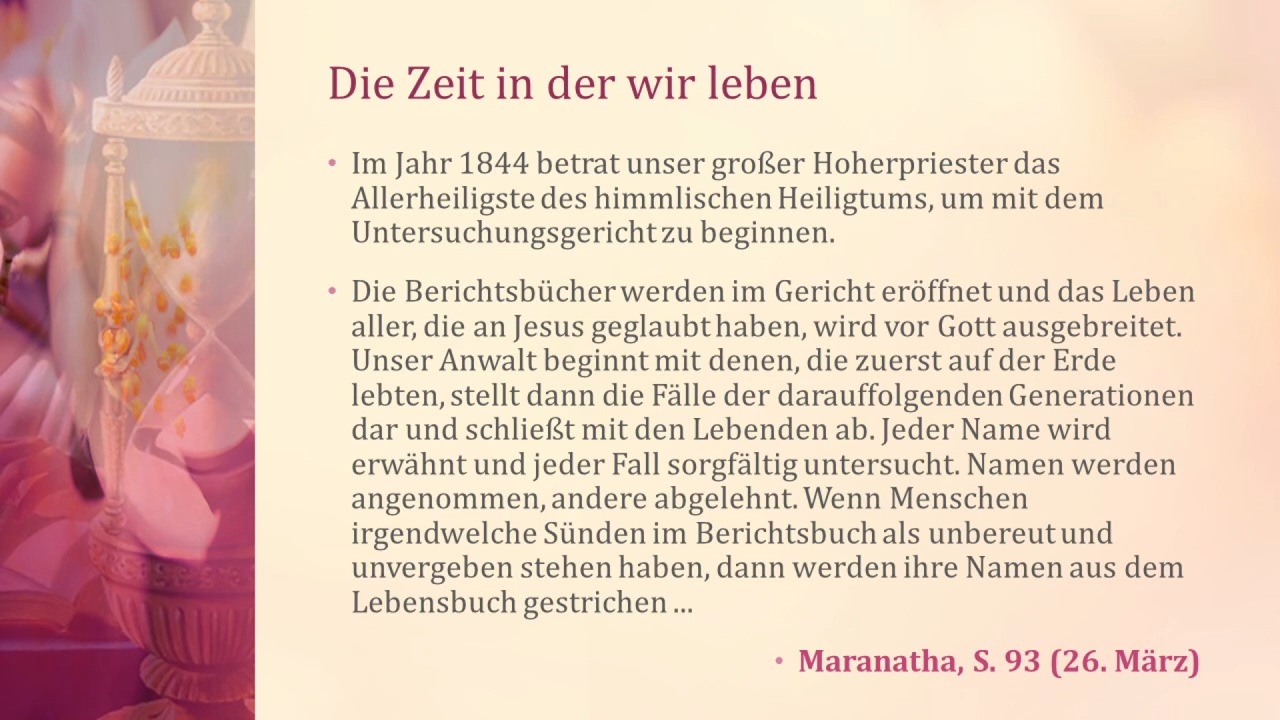 Die Zeit in der wir leben
• Im Jahr 1844 betrat unser großer Hoherpriester das
Allerheiligste des himmlischen Heiligtums, um mit dem
Untersuchungsgericht zu beginnen.
• Die Berichtsbücher werden im Gericht eröffnet und das Leben
aller, die an Jesus geglaubt haben, wird vor Gott ausgebreitet.
Unser Anwalt beginnt mit denen, die zuerst auf der Erde
lebten, stellt dann die Fälle der darauffolgenden Generationen
dar und schließt mit den Lebenden ab. Jeder Name wird
erwähnt und jeder Fall sorgfältig untersucht. Namen werden
angenommen, andere abgelehnt. Wenn Menschen
irgendwelche Sünden im Berichtsbuch als unbereut und
unvergeben stehen haben, dann werden ihre Namen aus dem
Lebensbuch gestrichen ...
• Maranatha, S. 93 (26. März)